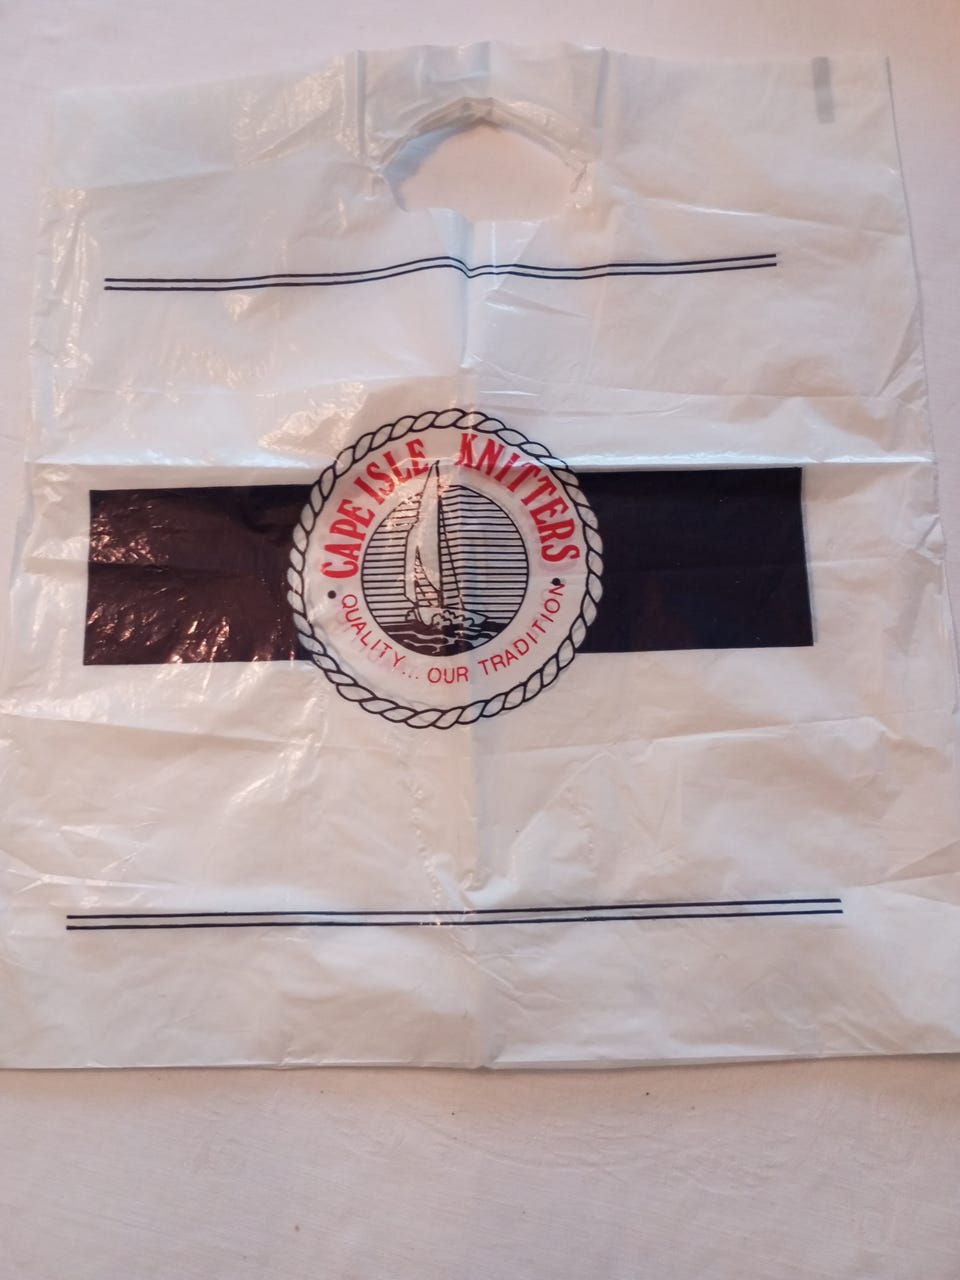 CAPE ISLE KNITTERS
• QUALITY... OUR TRADITION •